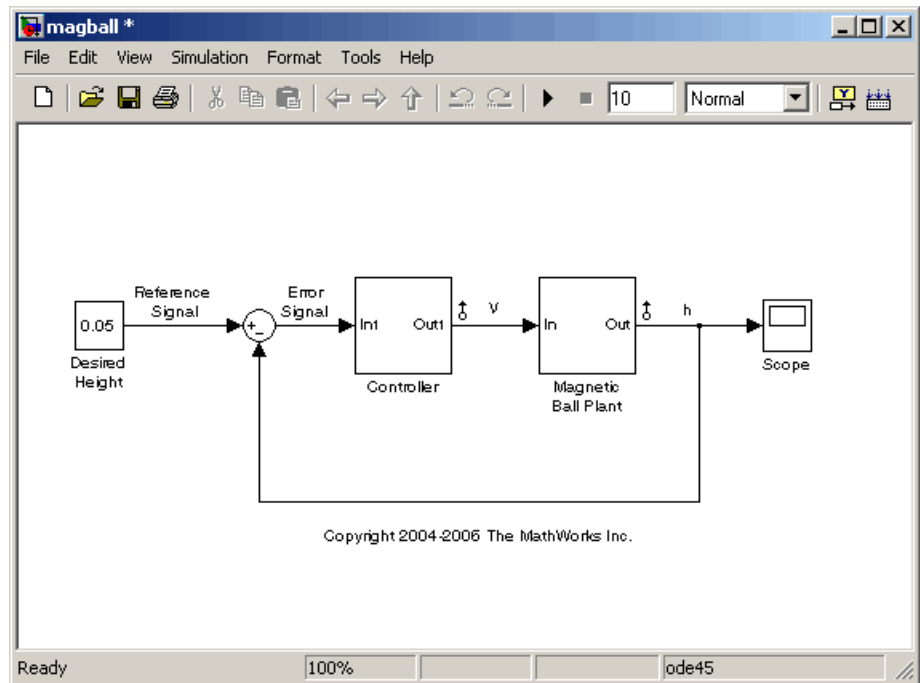 magball *
File Edit View Simulation Format Tools Help
10 Normal
Reference
Signal
Error
Signal
V
h
0.05
+
-
In1 Out1
In Out
Desired
Height
Controller
Magnetic
Ball Plant
Scope
Copyright 2004-2006 The MathWorks Inc.
Ready 100% ode45